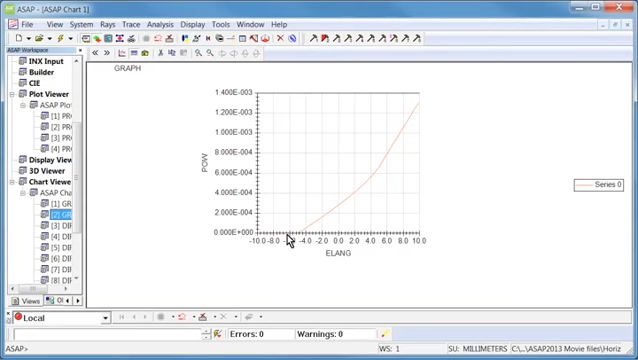 ASAP - [ASAP Chart 1]
File View System Rays Trace Analysis Display Tools Window Help
ASAP Workspace
INX Input
Builder
CIE
Plot Viewer
ASAP Plo
[1] PR
[2] PR
[3] PR
[4] PR
Display View
3D Viewer
Chart Viewer
ASAP Cha
[1] GR
[2] GR
[3] DI
[4] DI
[5] DI
[6] DI
[7] DI
[8] DI
Views
GRAPH
1.400E-003
1.200E-003
1.000E-003
8.000E-004
6.000E-004
4.000E-004
2.000E-004
0.000E+000
POW
-10.0 -8.0 -6.0 -4.0 -2.0 0.0 2.0 4.0 6.0 8.0 10.0
ELANG
Series 0
Local
Errors: 0 Warnings: 0
ASAP> WS: 1 SU: MILLIMETERS C:\...\ASAP2013 Movie files\Horiz